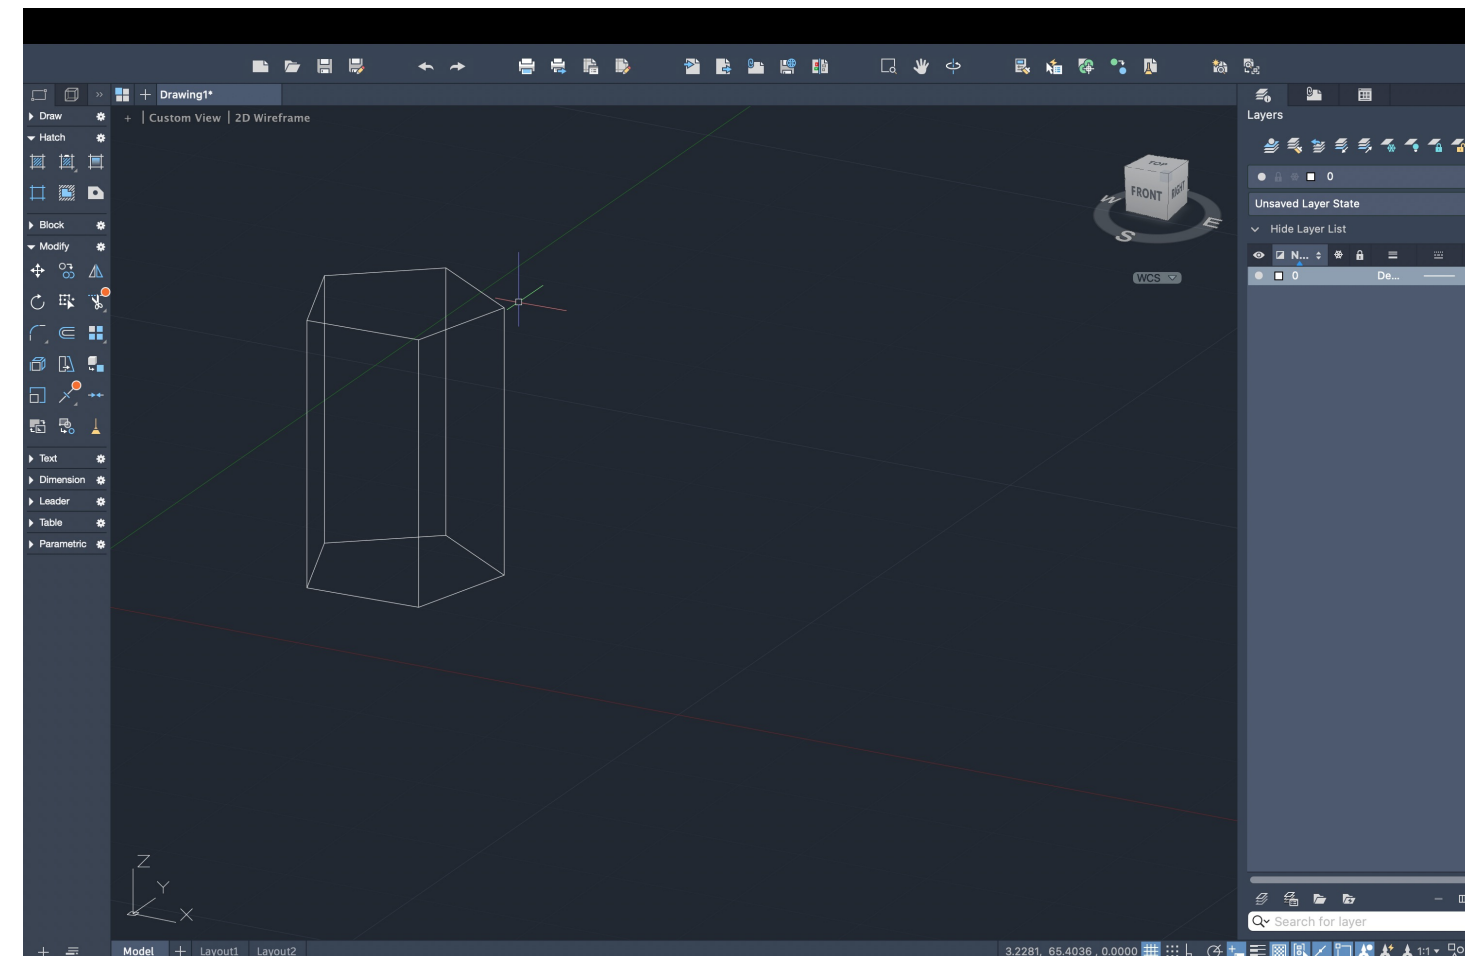 Drawing1*
Draw
+ | Custom View | 2D Wireframe
Hatch
Block
Modify
Text
Dimension
Leader
Table
Parametric
TOP
FRONT
RIGHT
W
S
E
WCS
Z
Y
X
Layers
0
Unsaved Layer State
Hide Layer List
N...
0 De...
Search for layer
Model + Layout1 Layout2
3.2281, 65.4036 , 0.0000
1:1